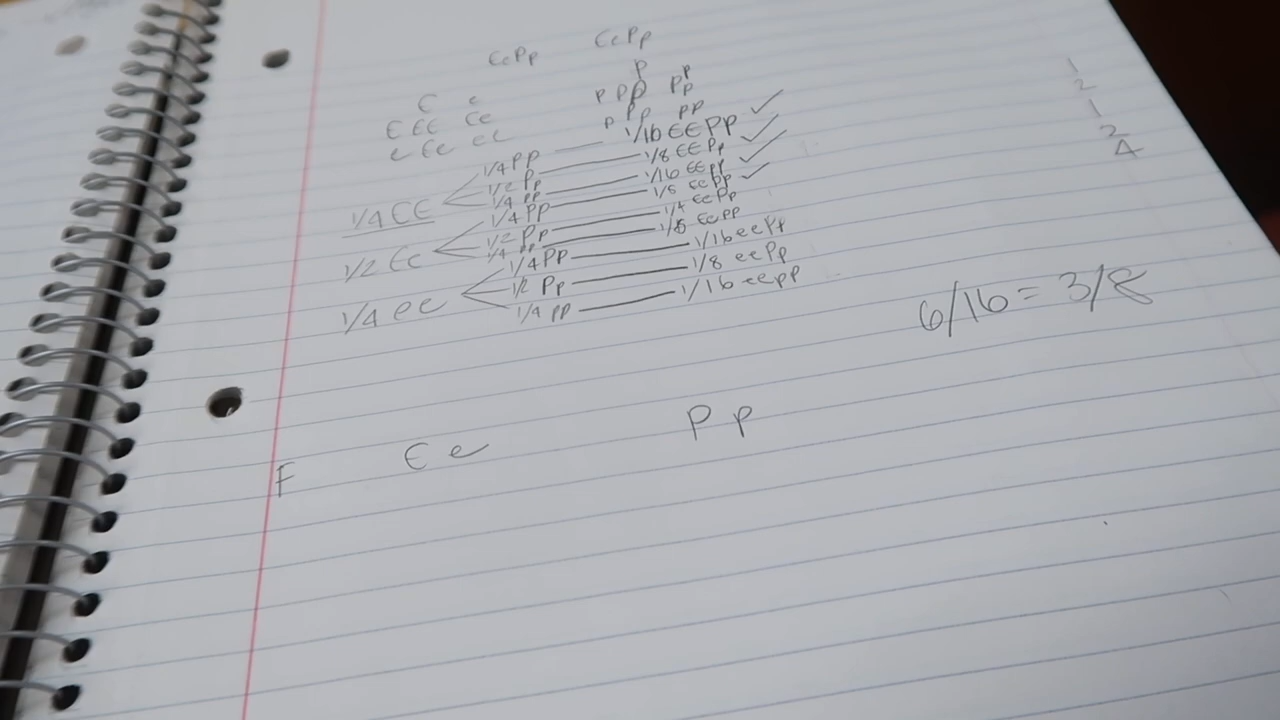 EePp EePp
E e
E EE Ee
e Ee ee
P p
P PP Pp
p Pp pp
1/4 EE
1/4 PP 1/16 EEPP ✓
1/2 Pp 1/8 EEPp ✓
1/4 pp 1/16 EEpp ✓
1/2 Ee
1/4 PP 1/8 EePP ✓
1/2 Pp 1/4 EePp
1/4 pp 1/8 Eepp
1/4 ee
1/4 PP 1/16 eePP
1/2 Pp 1/8 eePp
1/4 pp 1/16 eepp
1
2
1
2
4
6/16 = 3/8
F E e P p